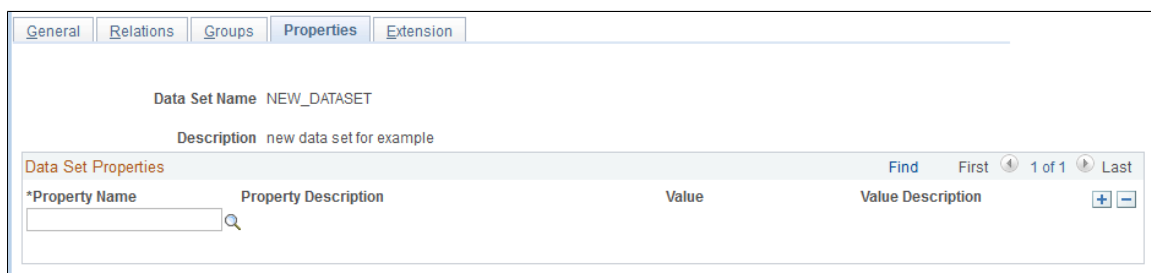 General Relations Groups Properties Extension
Data Set Name NEW_DATASET
Description new data set for example
Data Set Properties Find First 1 of 1 Last
*Property Name Property Description Value Value Description